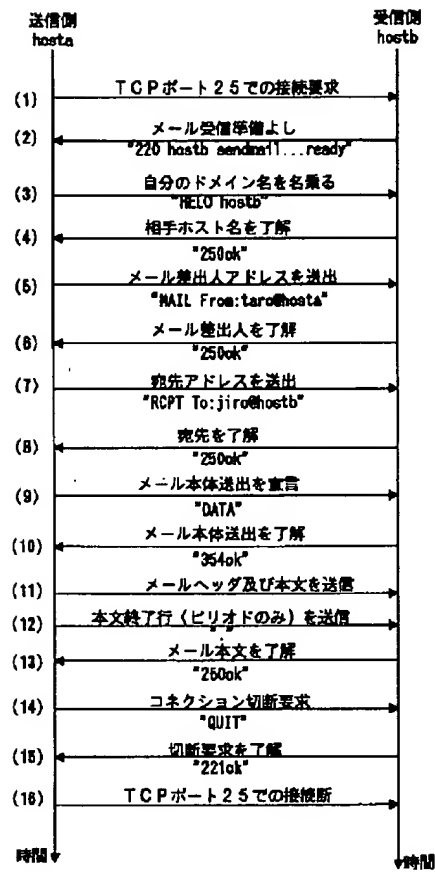 送信側
hosta
受信側
hostb
(1)
TCPポート25での接続要求
(2)
メール受信準備よし
"220 hostb sendmail...ready"
(3)
自分のドメイン名を名乗る
"HELO hostb"
(4)
相手ホスト名を了解
"250ok"
(5)
メール差出人アドレスを送出
"MAIL From:taro@hosta"
(6)
メール差出人を了解
"250ok"
(7)
宛先アドレスを送出
"RCPT To:jiro@hostb"
(8)
宛先を了解
"250ok"
(9)
メール本体送出を宣言
"DATA"
(10)
メール本体送出を了解
"354ok"
(11)
メールヘッダ及び本文を送信
(12)
本文終了行(ピリオドのみ)を送信
"."
(13)
メール本文を了解
"250ok"
(14)
コネクション切断要求
"QUIT"
(15)
切断要求を了解
"221ok"
(16)
TCPポート25での接続断
時間
時間